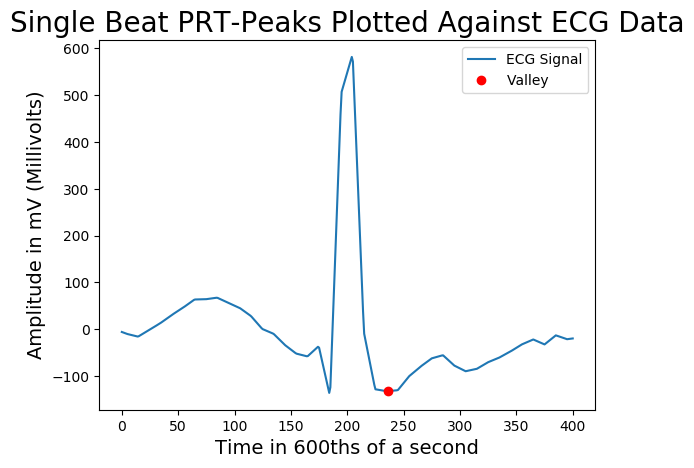 Single Beat PRT-Peaks Plotted Against ECG Data
600
500
400
300
200
100
0
−100
Amplitude in mV (Millivolts)
ECG Signal
Valley
0 50 100 150 200 250 300 350 400
Time in 600ths of a second